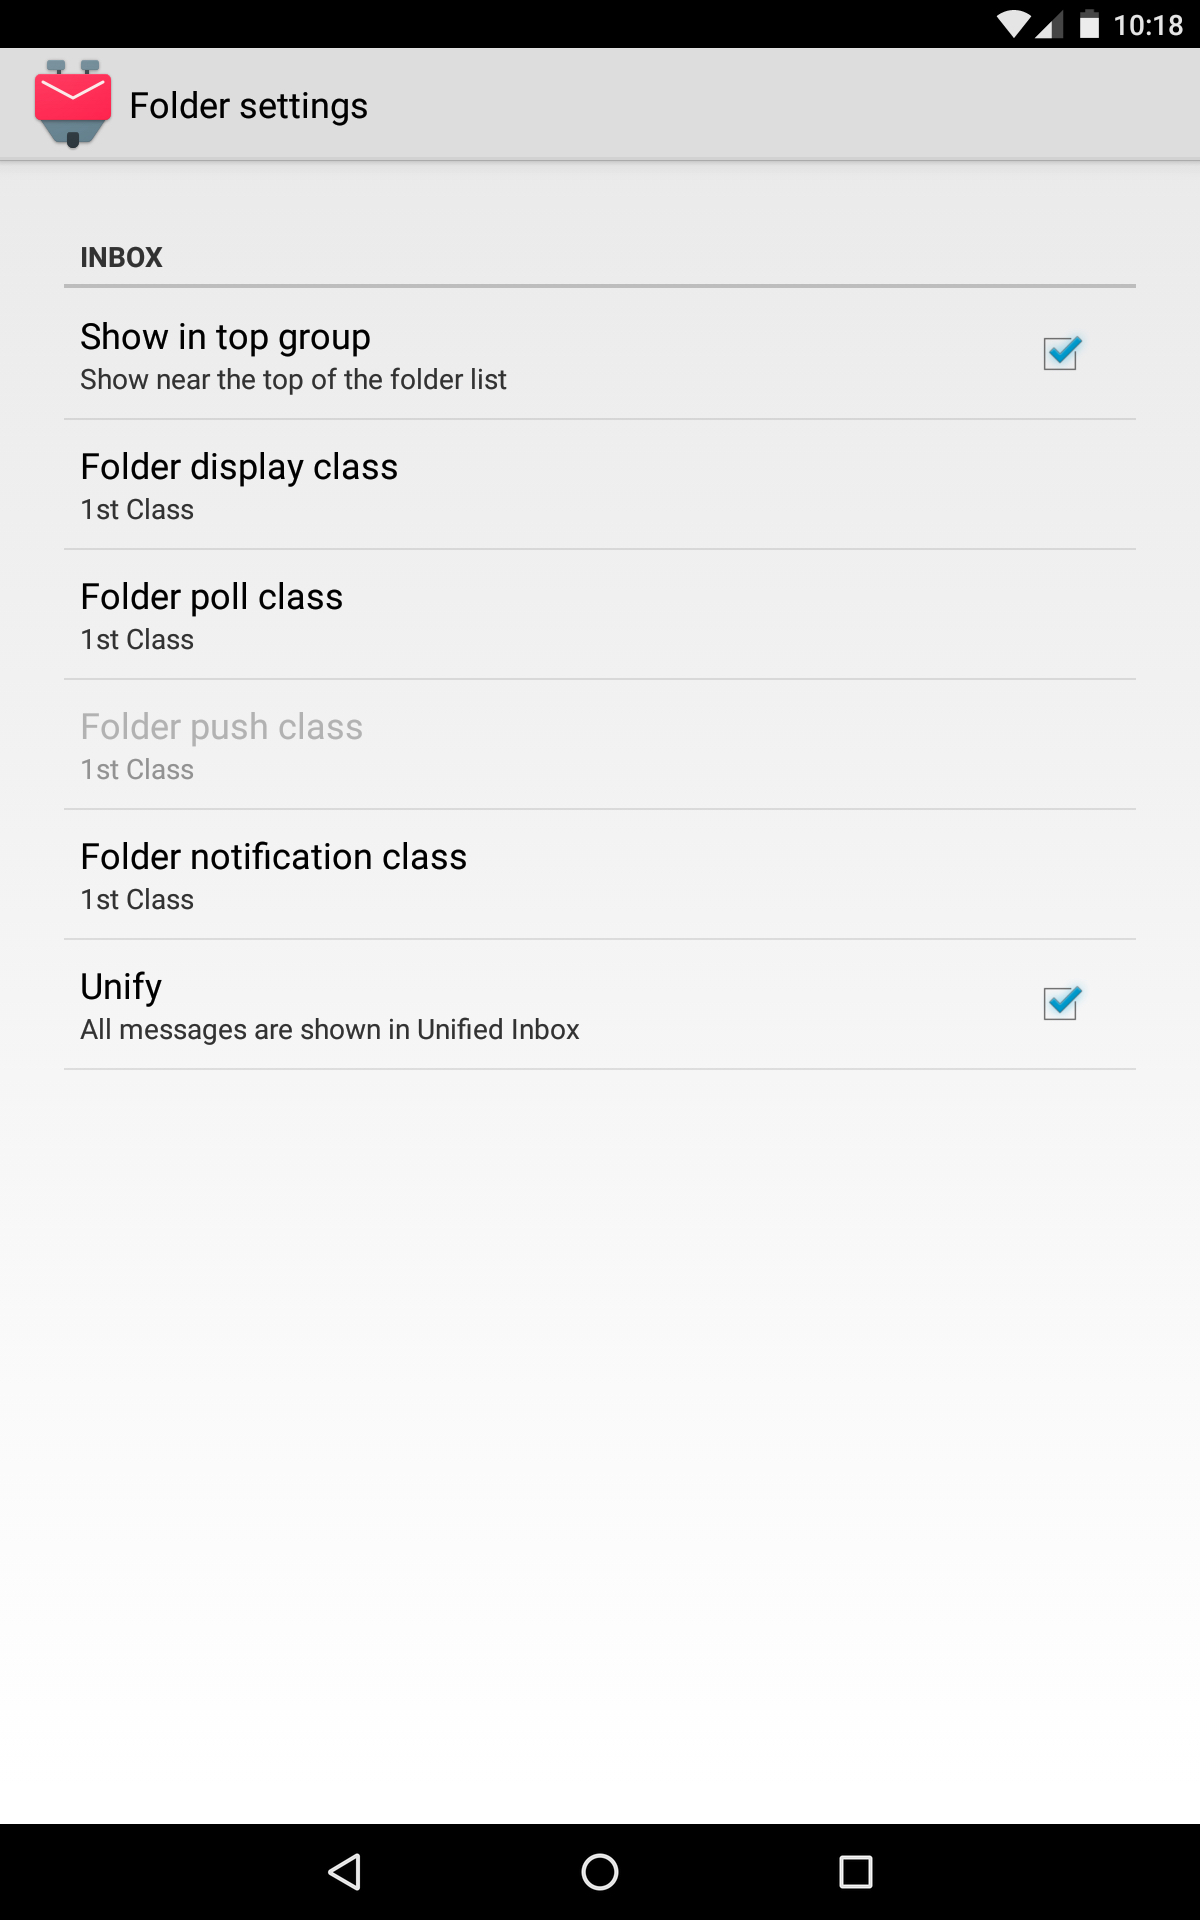 10:18
Folder settings
INBOX
Show in top group
Show near the top of the folder list
Folder display class
1st Class
Folder poll class
1st Class
Folder push class
1st Class
Folder notification class
1st Class
Unify
All messages are shown in Unified Inbox